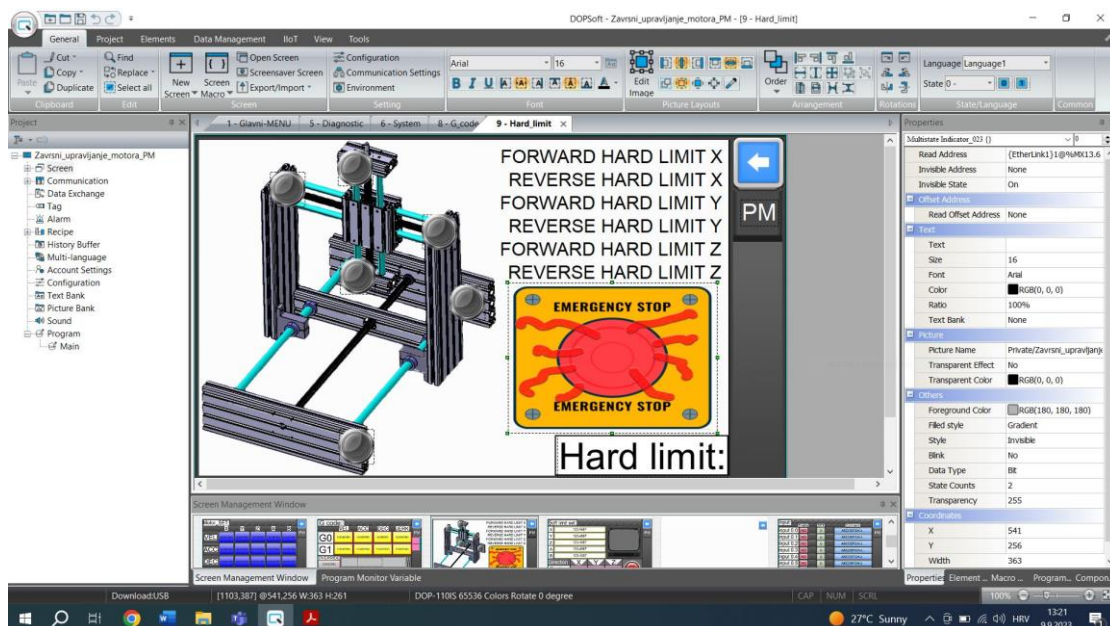 DOPSoft - Zavrsni_upravljanje_motora_PM - [9 - Hard_limit]
General Project Elements Data Management IIoT View Tools
Paste
Cut
Copy
Duplicate
Clipboard
Find
Replace
Select all
Edit
New Screen
Screen Macro
Open Screen
Screensaver Screen
Export/Import
Screen
Configuration
Communication Settings
Environment
Setting
Arial 16
B I U
Font
Edit Image
Picture Layouts
Order
Arrangement
Rotations
Language Language1
State 0 -
State/Language
Common
Project
1 - Glavni-MENU 5 - Diagnostic 6 - System 8 - G_code 9 - Hard_limit
Zavrsni_upravljanje_motora_PM
Screen
Communication
Data Exchange
Tag
Alarm
Recipe
History Buffer
Multi-language
Account Settings
Configuration
Text Bank
Picture Bank
Sound
Program
Main
FORWARD HARD LIMIT X
REVERSE HARD LIMIT X
FORWARD HARD LIMIT Y
REVERSE HARD LIMIT Y
FORWARD HARD LIMIT Z
REVERSE HARD LIMIT Z
PM
EMERGENCY STOP
EMERGENCY STOP
Hard limit:
Properties
Multistate Indicator_023 {}
Read Address {EtherLink1}1@%MX13.6
Invisible Address None
Invisible State On
Offset Address
Read Offset Address None
Text
Text
Size 16
Font Arial
Color RGB(0, 0, 0)
Ratio 100%
Text Bank None
Picture
Picture Name Private/Zavrsni_upravljanje
Transparent Effect No
Transparent Color RGB(0, 0, 0)
Others
Foreground Color RGB(180, 180, 180)
Filed style Gradient
Style Invisible
Blink No
Data Type Bit
State Counts 2
Transparency 255
Coordinates
X 541
Y 256
Width 363
Properties Element ... Macro ... Program... Compon
Screen Management Window
VEL
ACC
DEC
G0
G1
Screen Management Window Program Monitor Variable
Download:USB [1103,387] @541,256 W:363 H:261 DOP-110IS 65536 Colors Rotate 0 degree CAP NUM SCRL 100%
27°C Sunny HRV 13:21
9.9.2023.